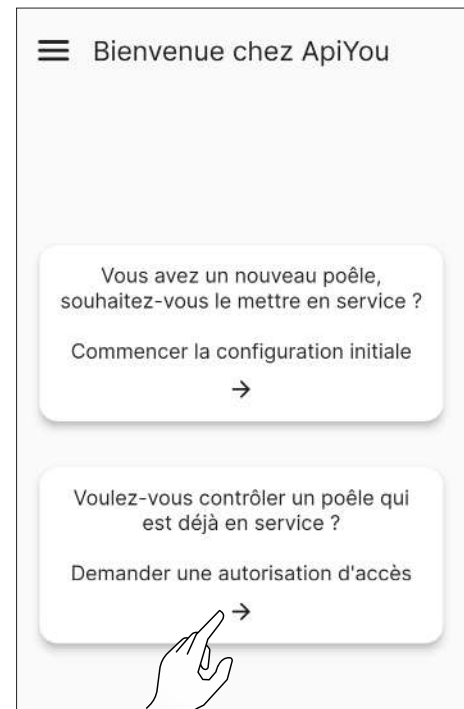 Bienvenue chez ApiYou
Vous avez un nouveau poêle,
souhaitez-vous le mettre en service ?
Commencer la configuration initiale
Voulez-vous contrôler un poêle qui
est déjà en service ?
Demander une autorisation d'accès